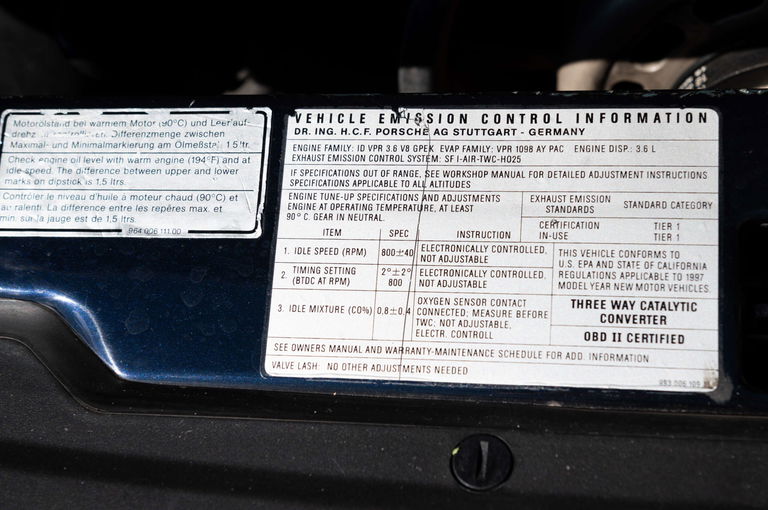 Motorölstand bei warmem Motor (90°C) und Leerlauf-
Differenzmenge zwischen
Maximal- und Minimalmarkierung am Ölmeßstab 1,5 ltr.
Check engine oil level with warm engine (194°F) and at
idle speed. The difference between upper and lower
marks on dipstick is 1,5 ltrs.
Contrôler le niveau d'huile à moteur chaud (90°C) et
au ralenti. La différence entre les repères max. et
min. sur la jauge est de 1,5 ltrs.
964 006 111 00
VEHICLE EMISSION CONTROL INFORMATION
DR. ING. H.C.F. PORSCHE AG STUTTGART - GERMANY
ENGINE FAMILY: ID VPR 3.6 V8 GPEK EVAP FAMILY: VPR 1098 AY PAC ENGINE DISP.: 3.6 L
EXHAUST EMISSION CONTROL SYSTEM: SF I-AIR-TWC-HO2S
IF SPECIFICATIONS OUT OF RANGE, SEE WORKSHOP MANUAL FOR DETAILED ADJUSTMENT INSTRUCTIONS.
SPECIFICATIONS APPLICABLE TO ALL ALTITUDES
ENGINE TUNE-UP SPECIFICATIONS AND ADJUSTMENTS
ENGINE AT OPERATING TEMPERATURE, AT LEAST
90°C. GEAR IN NEUTRAL.
ITEM SPEC INSTRUCTION
1. IDLE SPEED (RPM) 800±40 ELECTRONICALLY CONTROLLED, NOT ADJUSTABLE
2. TIMING SETTING (BTDC AT RPM) 2°±2° 800 ELECTRONICALLY CONTROLLED, NOT ADJUSTABLE
3. IDLE MIXTURE (CO%) 0,8±0,4 OXYGEN SENSOR CONTACT
CONNECTED; MEASURE BEFORE
TWC; NOT ADJUSTABLE,
ELECTR. CONTROLL
EXHAUST EMISSION STANDARDS STANDARD CATEGORY
CERTIFICATION TIER 1
IN-USE TIER 1
THIS VEHICLE CONFORMS TO
U.S. EPA AND STATE OF CALIFORNIA
REGULATIONS APPLICABLE TO 1997
MODEL YEAR NEW MOTOR VEHICLES.
THREE WAY CATALYTIC
CONVERTER
OBD II CERTIFIED
SEE OWNERS MANUAL AND WARRANTY-MAINTENANCE SCHEDULE FOR ADD. INFORMATION
VALVE LASH: NO OTHER ADJUSTMENTS NEEDED
993 006 109